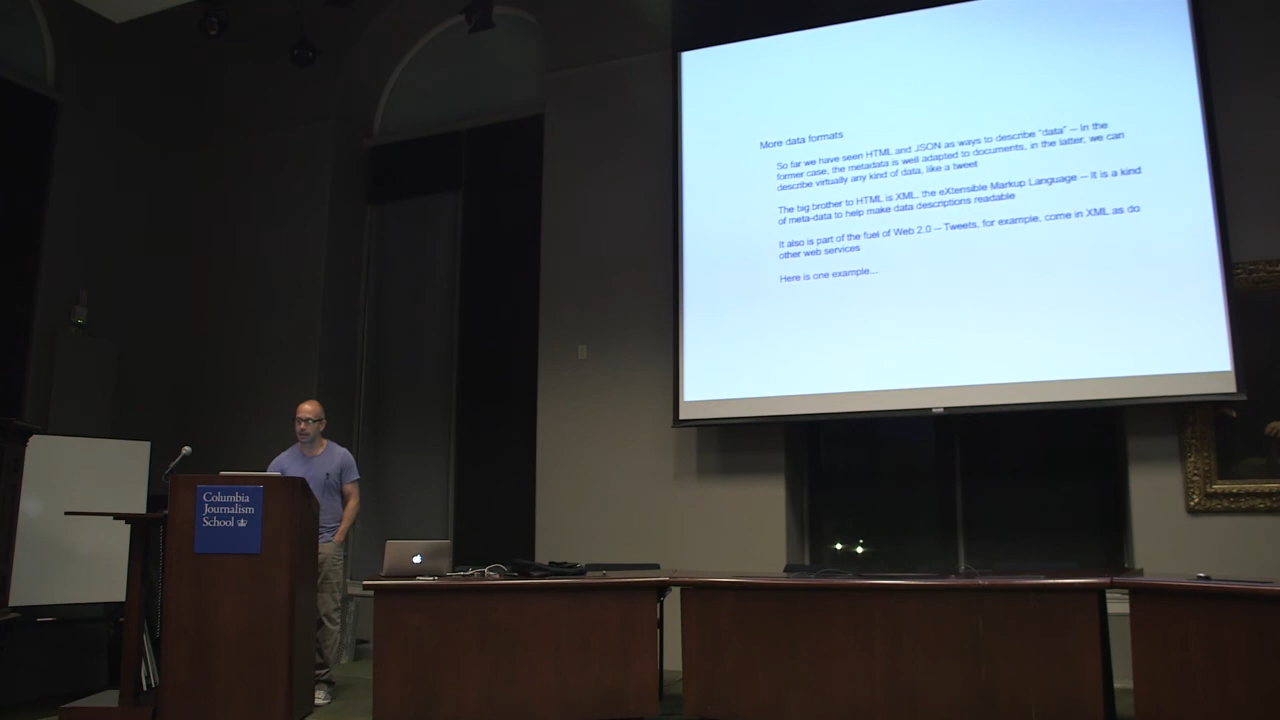 More data formats
So far we have seen HTML and JSON as ways to describe "data" -- In the
former case, the metadata is well adapted to documents, in the latter, we can
describe virtually any kind of data, like a tweet
The big brother to HTML is XML, the eXtensible Markup Language -- It is a kind
of meta-data to help make data descriptions readable
It also is part of the fuel of Web 2.0 -- Tweets, for example, come in XML as do
other web services
Here is one example...
Columbia
Journalism
School